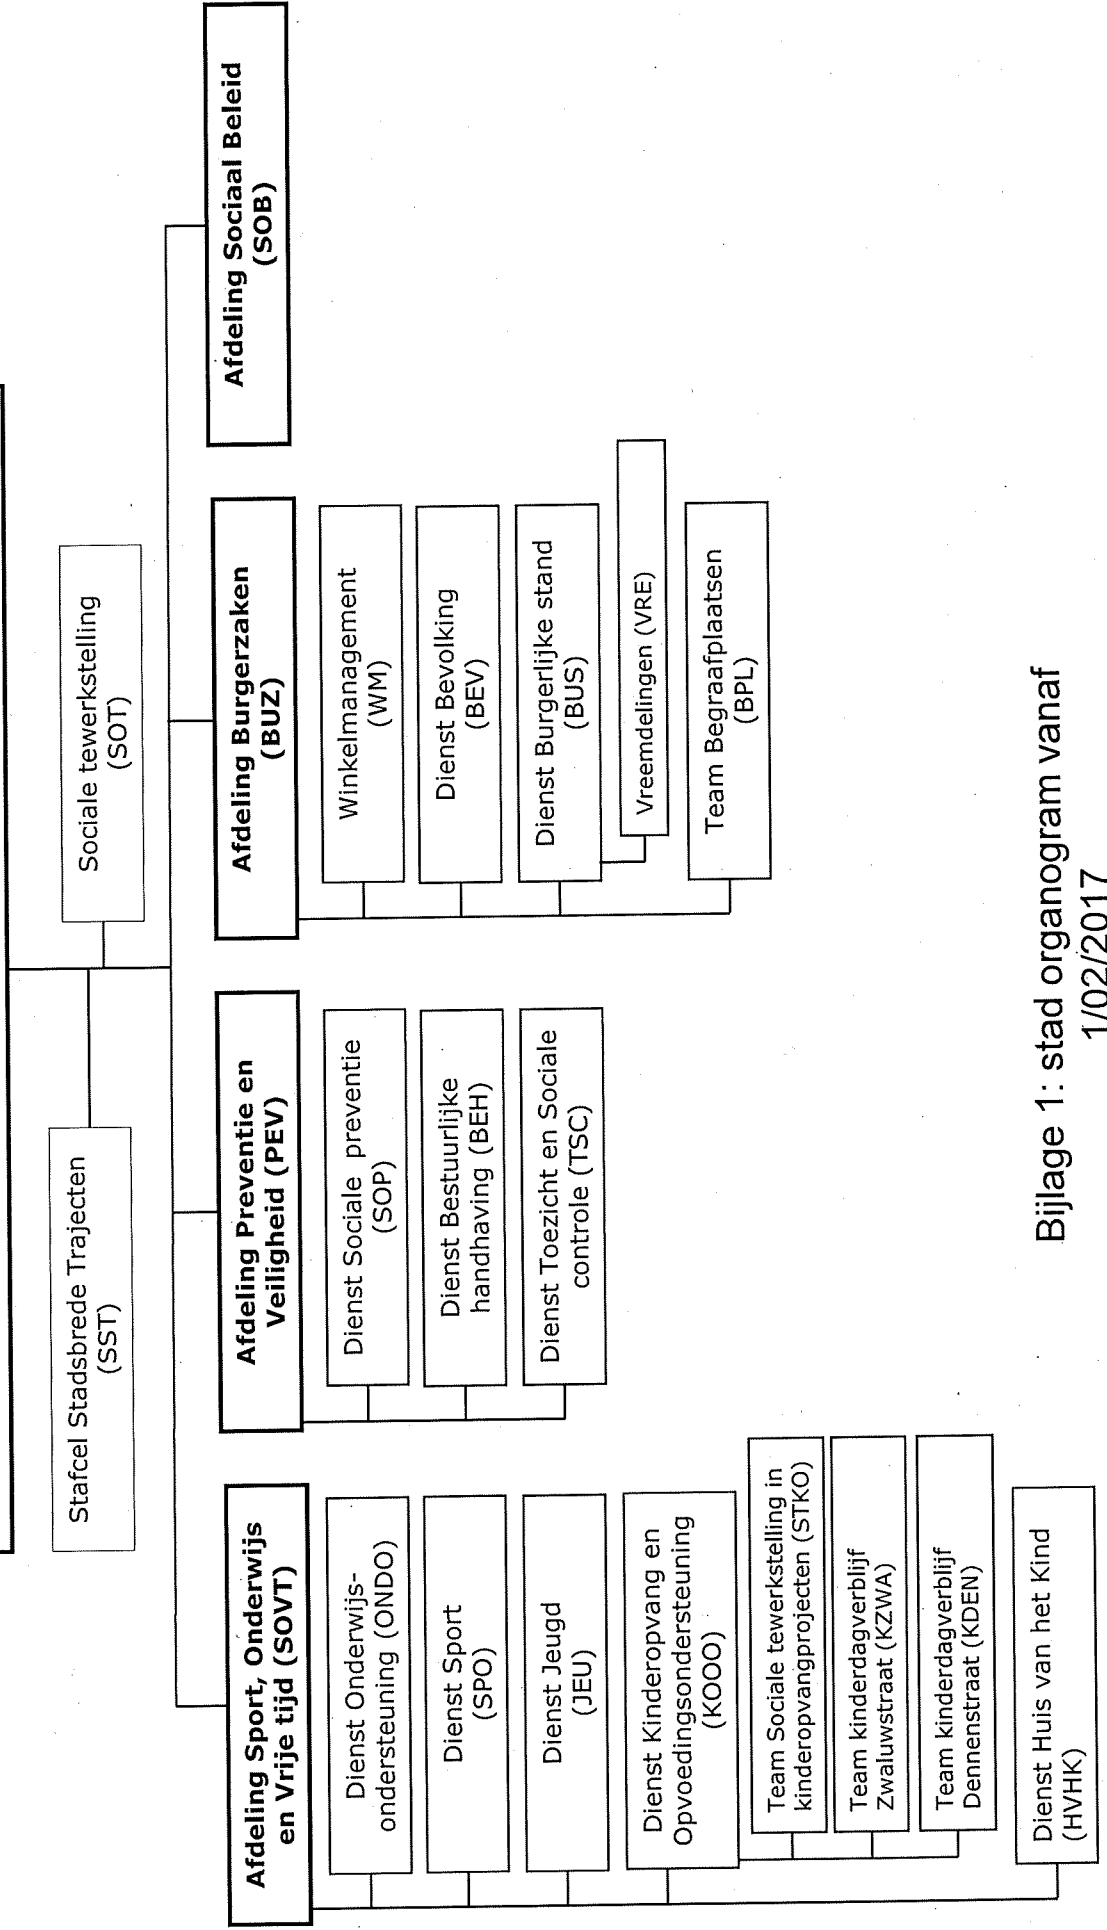 Stafcel Stadsbrede Trajecten
(SST)
Sociale tewerkstelling
(SOT)
Afdeling Sport, Onderwijs
en Vrije tijd (SOVT)
Dienst Onderwijs-
ondersteuning (ONDO)
Dienst Sport
(SPO)
Dienst Jeugd
(JEU)
Dienst Kinderopvang en
Opvoedingsondersteuning
(KOOO)
Team Sociale tewerkstelling in
kinderopvangprojecten (STKO)
Team kinderdagverblijf
Zwaluwstraat (KZWA)
Team kinderdagverblijf
Dennenstraat (KDEN)
Dienst Huis van het Kind
(HVHK)
Afdeling Preventie en
Veiligheid (PEV)
Dienst Sociale preventie
(SOP)
Dienst Bestuurlijke
handhaving (BEH)
Dienst Toezicht en Sociale
controle (TSC)
Afdeling Burgerzaken
(BUZ)
Winkelmanagement
(WM)
Dienst Bevolking
(BEV)
Dienst Burgerlijke stand
(BUS)
Vreemdelingen (VRE)
Team Begraafplaatsen
(BPL)
Afdeling Sociaal Beleid
(SOB)
Bijlage 1: stad organogram vanaf
1/02/2017